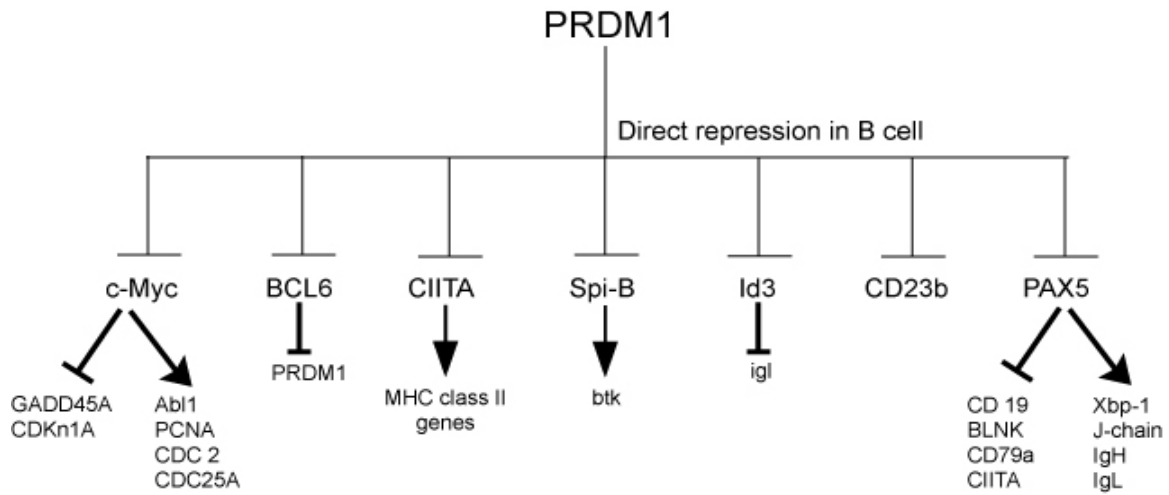 PRDM1
Direct repression in B cell
c-Myc
BCL6
CIITA
Spi-B
Id3
CD23b
PAX5
GADD45A
CDKn1A
Abl1
PCNA
CDC 2
CDC25A
PRDM1
MHC class II
genes
btk
igl
CD 19
BLNK
CD79a
CIITA
Xbp-1
J-chain
IgH
IgL